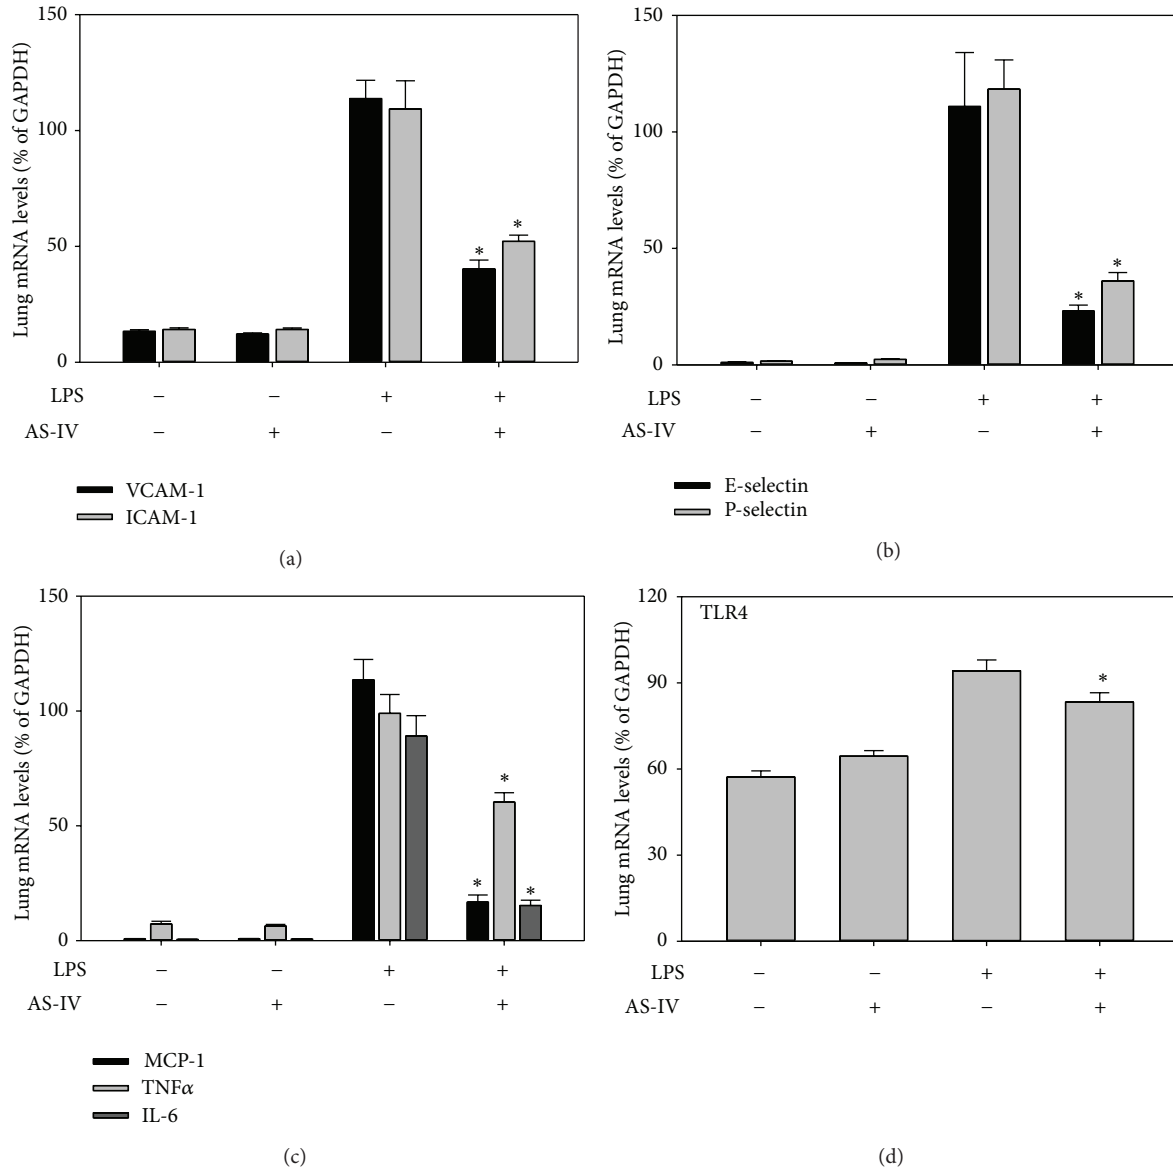 150
100
50
0
Lung mRNA levels (% of GAPDH)
* *
LPS − − + +
AS-IV − + − +
VCAM-1
ICAM-1
(a)
150
100
50
0
Lung mRNA levels (% of GAPDH)
* *
LPS − − + +
AS-IV − + − +
E-selectin
P-selectin
(b)
150
100
50
0
Lung mRNA levels (% of GAPDH)
* * *
LPS − − + +
AS-IV − + − +
MCP-1
TNFα
IL-6
(c)
120
90
60
30
0
Lung mRNA levels (% of GAPDH)
TLR4
*
LPS − − + +
AS-IV − + − +
(d)